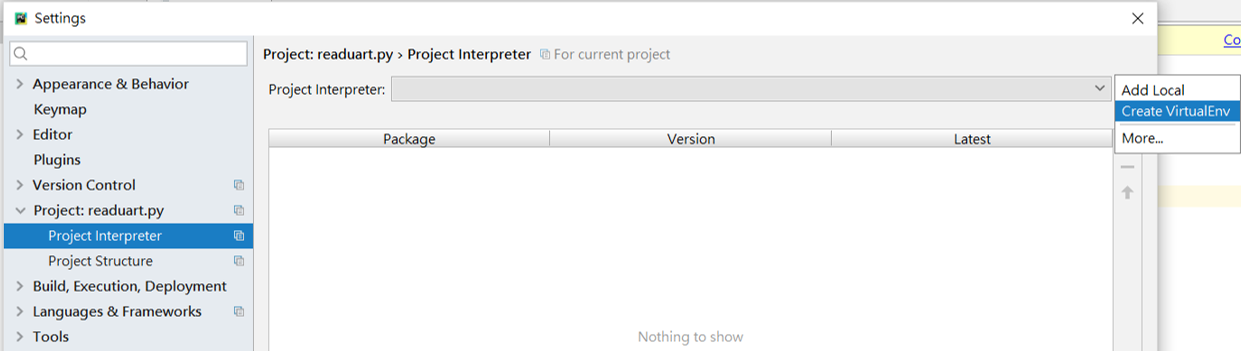 Settings
Project: readuart.py › Project Interpreter For current project
Co
Appearance & Behavior
Keymap
Editor
Plugins
Version Control
Project: readuart.py
Project Interpreter
Project Structure
Build, Execution, Deployment
Languages & Frameworks
Tools
Project Interpreter:
Add Local
Create VirtualEnv
More...
Package Version Latest
Nothing to show